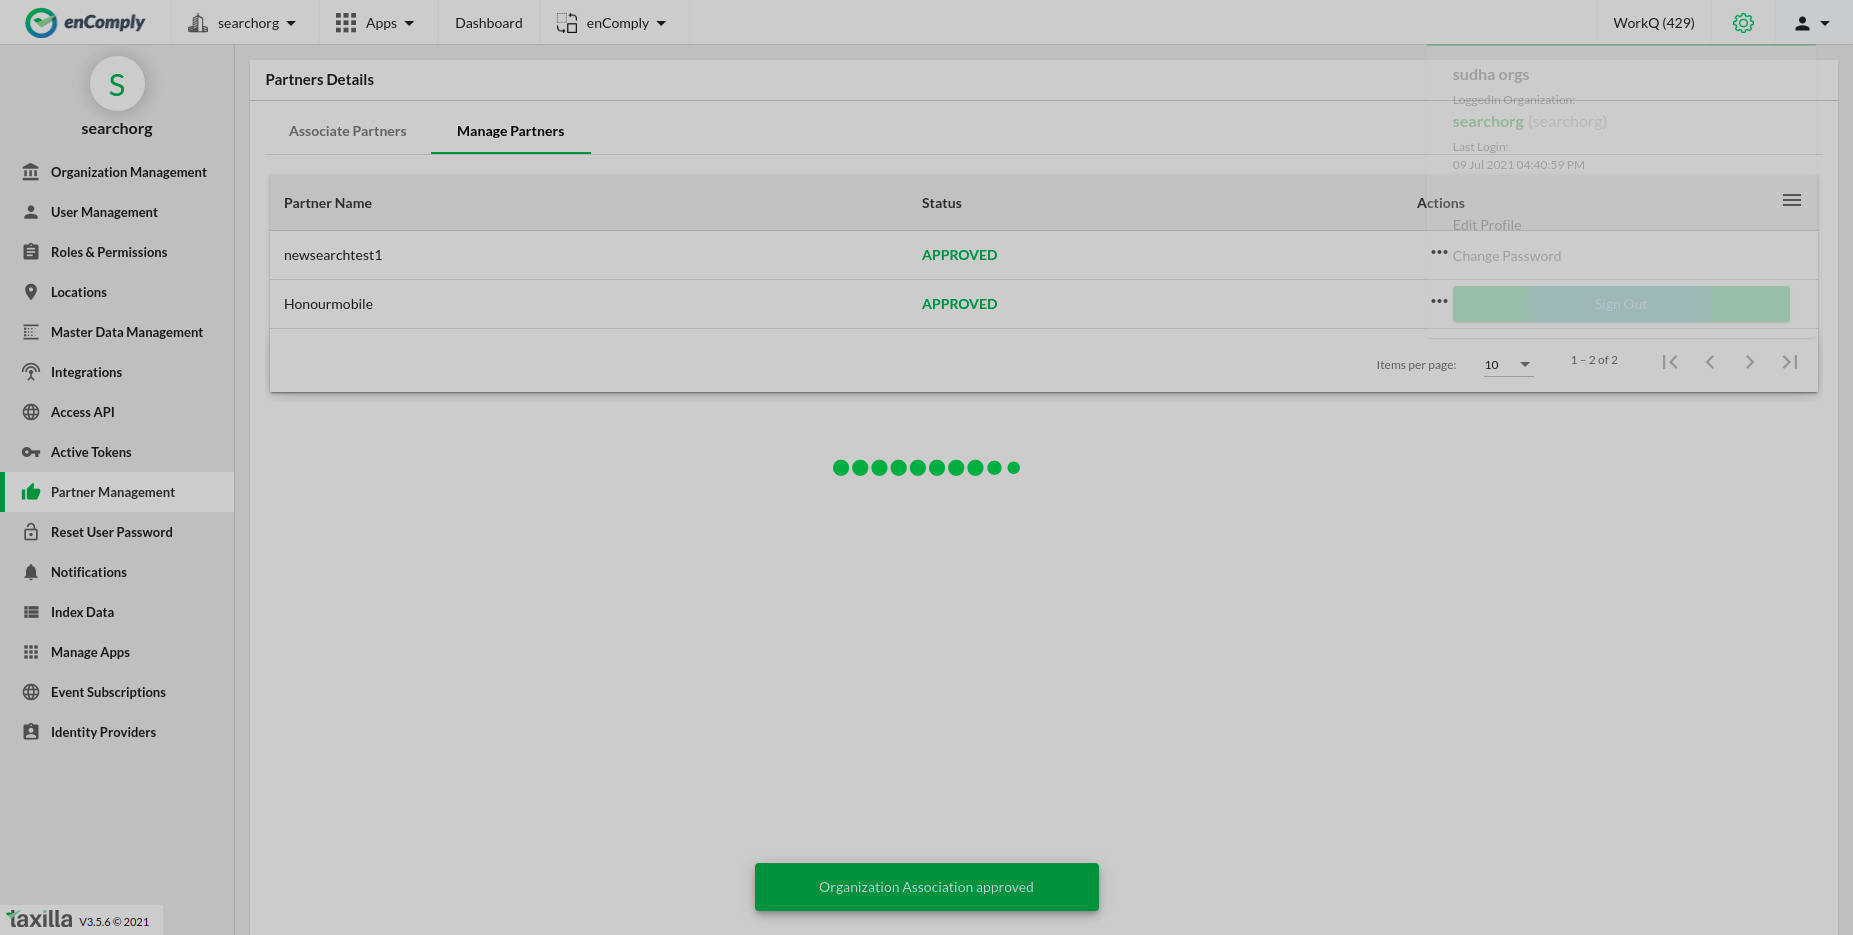 enComply
searchorg
Apps
Dashboard
enComply
WorkQ (429)
S
searchorg
Organization Management
User Management
Roles & Permissions
Locations
Master Data Management
Integrations
Access API
Active Tokens
Partner Management
Reset User Password
Notifications
Index Data
Manage Apps
Event Subscriptions
Identity Providers
taxilla V3.5.6 © 2021
Partners Details
Associate Partners
Manage Partners
sudha orgs
LoggedIn Organization:
searchorg (searchorg)
Last Login:
09 Jul 2021 04:40:59 PM
Edit Profile
Change Password
Sign Out
Partner Name Status Actions
newsearchtest1 APPROVED
Honourmobile APPROVED
Items per page: 10 1 – 2 of 2
Organization Association approved